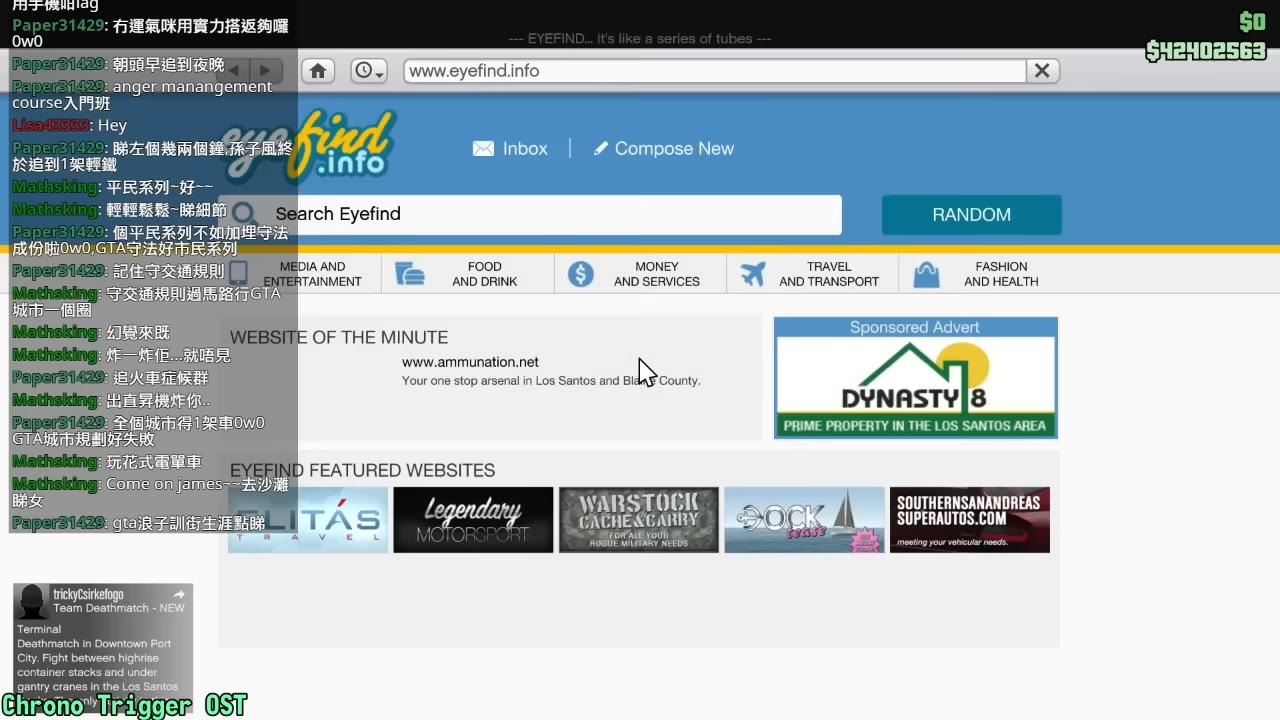 用手機咁lag
Paper31429: 冇運氣咪用實力搭返夠囉
0w0
Paper31429: 朝頭早追到夜晚
Paper31429: anger manangement
course入門班
Lisa43333: Hey
Paper31429: 睇左個幾兩個鐘,孫子風終
於追到1架輕鐵
Mathsking: 平民系列~好~~
Mathsking: 輕輕鬆鬆~睇細節
Paper31429: 個平民系列不如加埋守法
成份啦0w0,GTA守法好市民系列
Paper31429: 記住守交通規則
Mathsking: 守交通規則過馬路行GTA
城市一個圈
Mathsking: 幻覺來既
Mathsking: 炸一炸佢...就唔見
Paper31429: 追火車症候群
Mathsking: 出直昇機炸你..
Paper31429: 全個城市得1架車0w0
GTA城市規劃好失敗
Mathsking: 玩花式電單車
Mathsking: Come on james~~去沙灘
睇女
Paper31429: gta浪子訓街生涯點睇
--- EYEFIND... It's like a series of tubes ---
$0
$42402563
www.eyefind.info
eyefind
.info
Inbox
Compose New
Search Eyefind
RANDOM
MEDIA AND
ENTERTAINMENT
FOOD
AND DRINK
MONEY
AND SERVICES
TRAVEL
AND TRANSPORT
FASHION
AND HEALTH
WEBSITE OF THE MINUTE
www.ammunation.net
Your one stop arsenal in Los Santos and Blaine County.
Sponsored Advert
DYNASTY 8
PRIME PROPERTY IN THE LOS SANTOS AREA
EYEFIND FEATURED WEBSITES
ELITÁS
TRAVEL
Legendary
MOTORSPORT
WARSTOCK
CACHE&CARRY
FOR ALL YOUR
ROGUE MILITARY NEEDS
DOCK
tease
SOUTHERNSANANDREAS
SUPERAUTOS.COM
meeting your vehicular needs.
trickyCsirkefogo
Team Deathmatch - NEW
Terminal
Deathmatch in Downtown Port
City. Fight between highrise
container stacks and under
gantry cranes in the Los Santos
Chrono Trigger OST